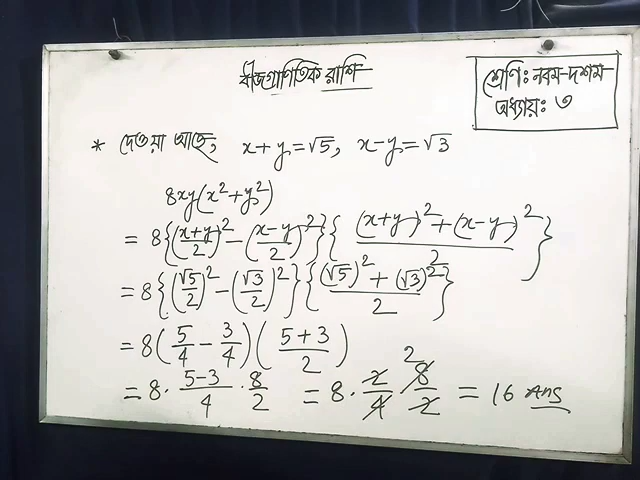 বীজগাণিতিক রাশি
শ্রেণি: নবম-দশম
অধ্যায়: ৩
* দেওয়া আছে, x+y=√5, x-y=√3
8xy(x²+y²)
= 8{((x+y)/2)² - ((x-y)/2)²}{((x+y)²+(x-y)²)/2}
= 8{(√5/2)² - (√3/2)²}{((√5)²+(√3)²)/2}
= 8(5/4 - 3/4)((5+3)/2)
= 8· (5-3)/4 · 8/2 = 8· 2/4 · 8/2 2 = 16 Ans